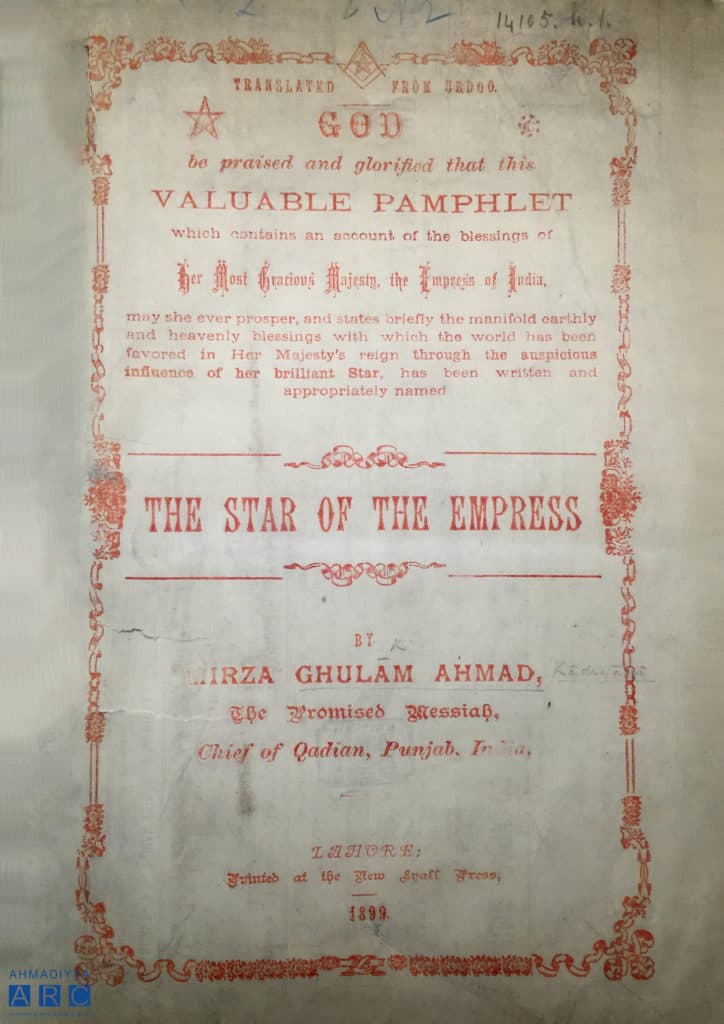 14105. h. 1.
TRANSLATED FROM URDOO.
GOD
be praised and glorified that this
VALUABLE PAMPHLET
which contains an account of the blessings of
Her Most Gracious Majesty, the Empress of India,
may she ever prosper, and states briefly the manifold earthly
and heavenly blessings with which the world has been
favored in Her Majesty's reign through the auspicious
influence of her brilliant Star, has been written and
appropriately named
THE STAR OF THE EMPRESS
BY
MIRZA GHULAM AHMAD,
The Promised Messiah,
Chief of Qadian, Punjab, India,
LAHORE;
Printed at the New Lyall Press,
1899.
AHMADIYYA
ARC